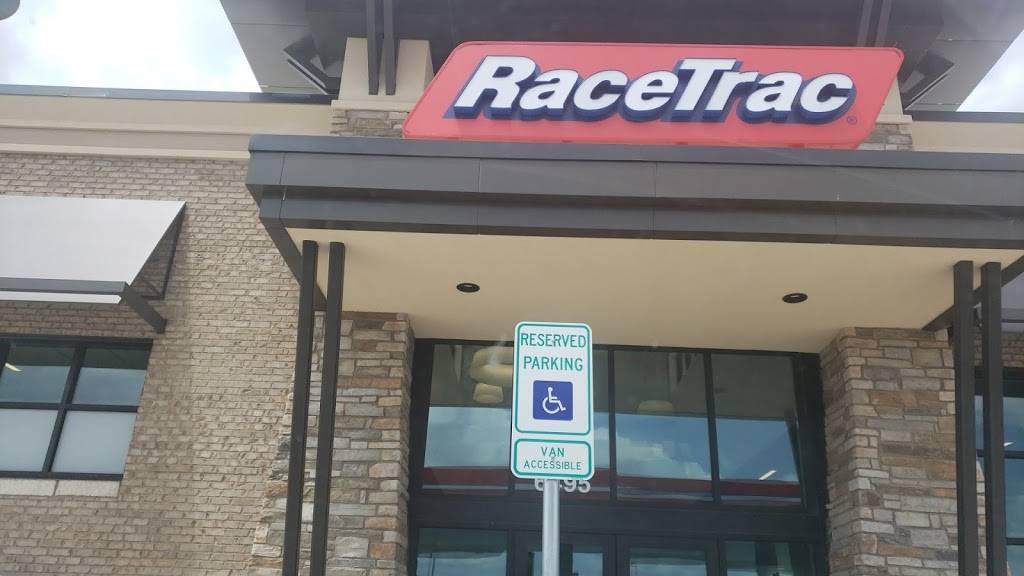 RaceTrac®
RESERVED
PARKING
VAN
ACCESSIBLE